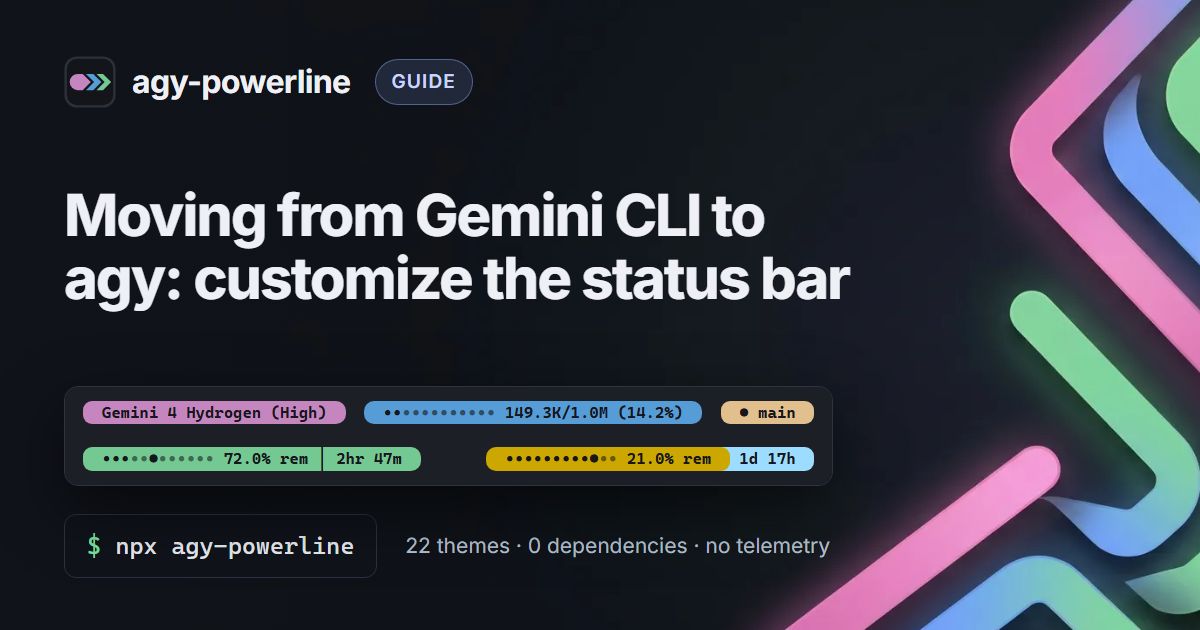 agy-powerline GUIDE
Moving from Gemini CLI to
agy: customize the status bar
Gemini 4 Hydrogen (High) 149.3K/1.0M (14.2%) ● main
72.0% rem 2hr 47m 21.0% rem 1d 17h
$ npx agy-powerline 22 themes · 0 dependencies · no telemetry